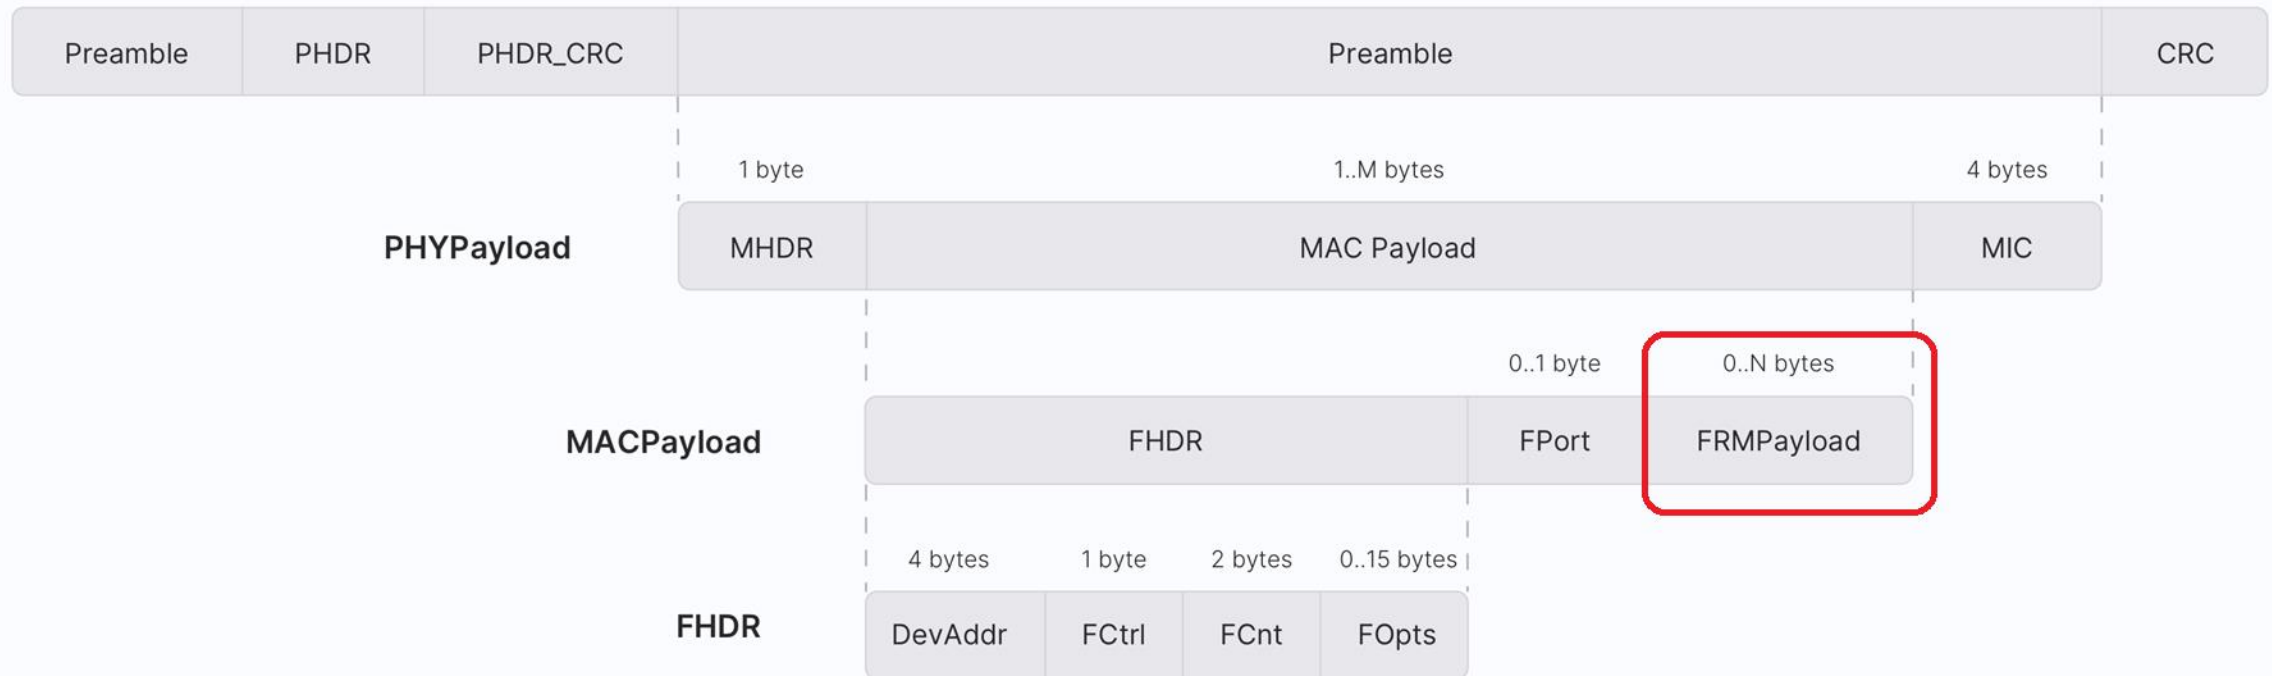 Preamble PHDR PHDR_CRC Preamble CRC
1 byte 1..M bytes 4 bytes
PHYPayload MHDR MAC Payload MIC
0..1 byte 0..N bytes
MACPayload FHDR FPort FRMPayload
4 bytes 1 byte 2 bytes 0..15 bytes
FHDR DevAddr FCtrl FCnt FOpts